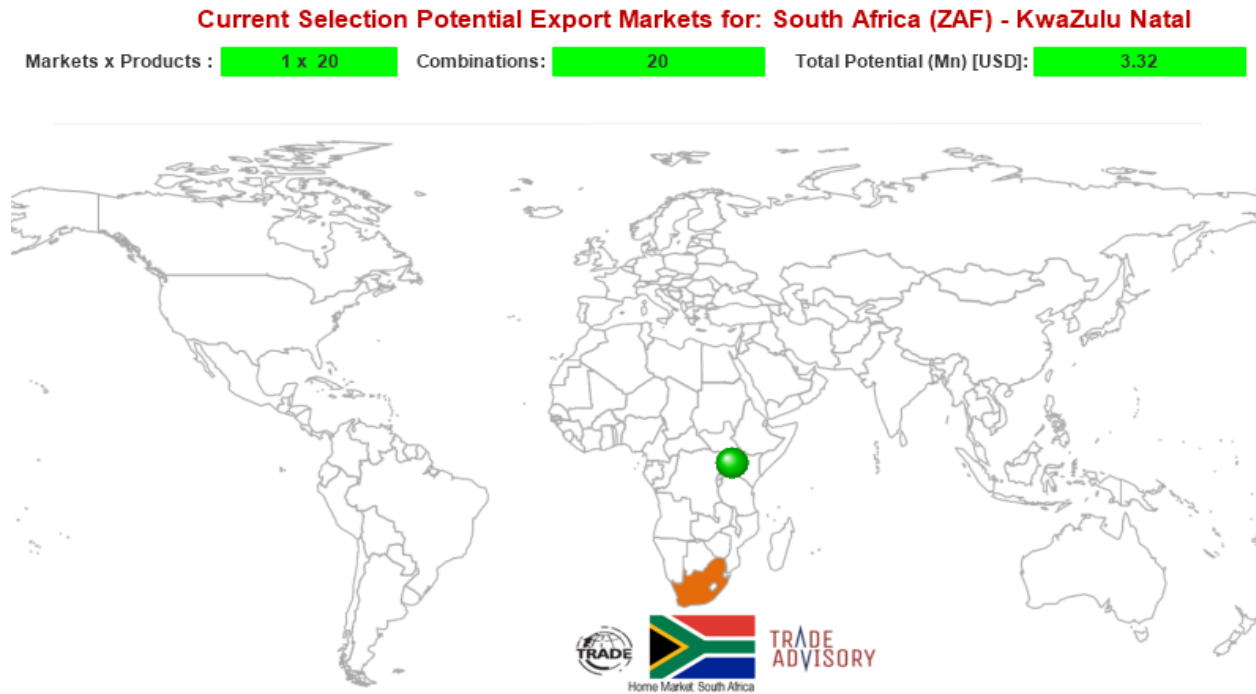 Current Selection Potential Export Markets for: South Africa (ZAF) - KwaZulu Natal
Markets x Products : 1 x 20 Combinations: 20 Total Potential (Mn) [USD]: 3.32
TRADE
TRADE
ADVISORY
Home Market: South Africa